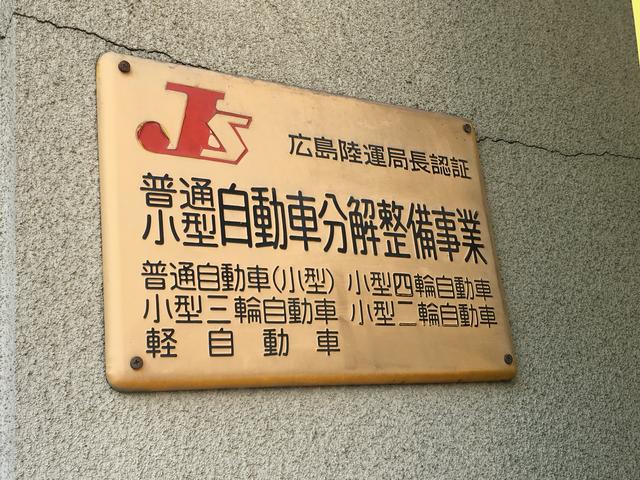 JS
広島陸運局長認証
普通
小型自動車分解整備事業
普通自動車(小型) 小型四輪自動車
小型三輪自動車 小型二輪自動車
軽自動車